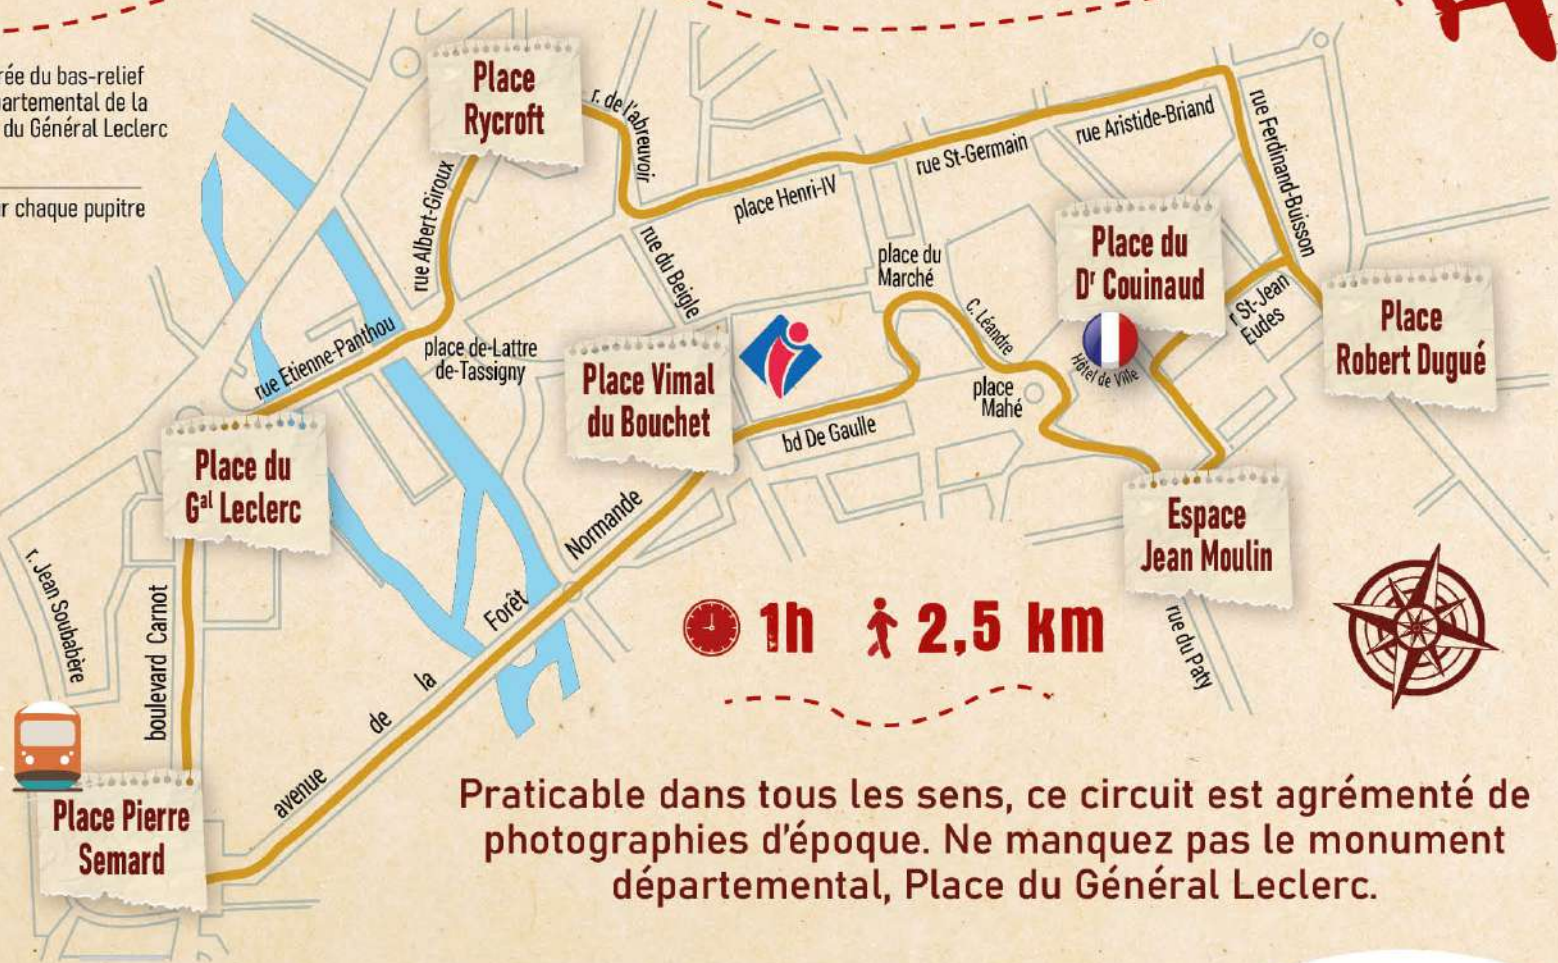 rée du bas-relief
artemental de la
du Général Leclerc
r chaque pupitre
Place
Rycroft
r. de l'abreuvoir
rue Albert-Giroux
place Henri-IV
rue St-Germain
rue Aristide-Briand
rue Ferdinand-Buisson
rue du Beigle
place du
Marché
Place du
Dr Couinaud
r. St-Jean
Eudes
Place
Robert Dugué
rue Etienne-Panthou
place de-Lattre
de-Tassigny
Place Vimal
du Bouchet
C. Léandre
place
Mahé
Hôtel de Ville
bd De Gaulle
Place du
Gal Leclerc
Espace
Jean Moulin
r. Jean Soubabère
boulevard Carnot
avenue de la Forêt Normande
rue du Paty
1h 2,5 km
Place Pierre
Semard
Praticable dans tous les sens, ce circuit est agrémenté de
photographies d'époque. Ne manquez pas le monument
départemental, Place du Général Leclerc.